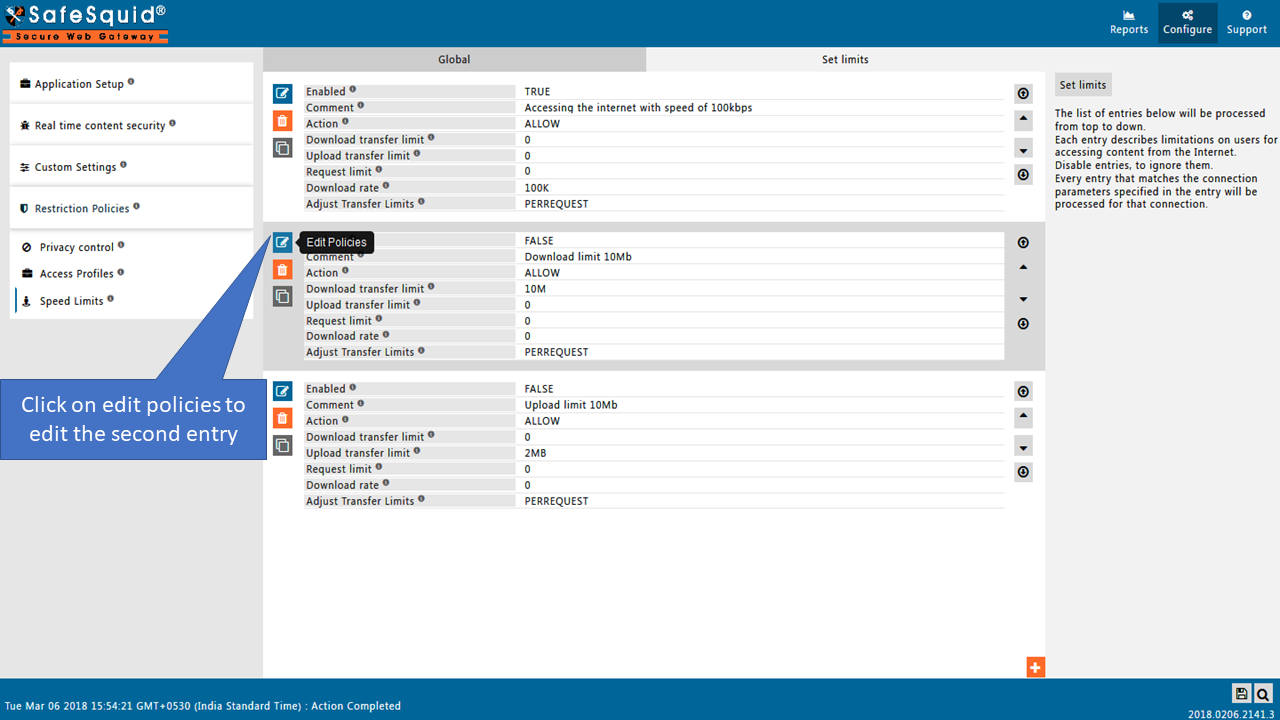 SafeSquid®
Secure Web Gateway
Reports
Configure
Support
Application Setup
Real time content security
Custom Settings
Restriction Policies
Privacy control
Access Profiles
Speed Limits
Click on edit policies to
edit the second entry
Global
Set limits
Enabled TRUE
Comment Accessing the internet with speed of 100kbps
Action ALLOW
Download transfer limit 0
Upload transfer limit 0
Request limit 0
Download rate 100K
Adjust Transfer Limits PERREQUEST
Edit Policies
FALSE
Comment Download limit 10Mb
Action ALLOW
Download transfer limit 10M
Upload transfer limit 0
Request limit 0
Download rate 0
Adjust Transfer Limits PERREQUEST
Enabled FALSE
Comment Upload limit 10Mb
Action ALLOW
Download transfer limit 0
Upload transfer limit 2MB
Request limit 0
Download rate 0
Adjust Transfer Limits PERREQUEST
Set limits
The list of entries below will be processed
from top to down.
Each entry describes limitations on users for
accessing content from the Internet.
Disable entries, to ignore them.
Every entry that matches the connection
parameters specified in the entry will be
processed for that connection.
Tue Mar 06 2018 15:54:21 GMT+0530 (India Standard Time) : Action Completed
2018.0206.2141.3